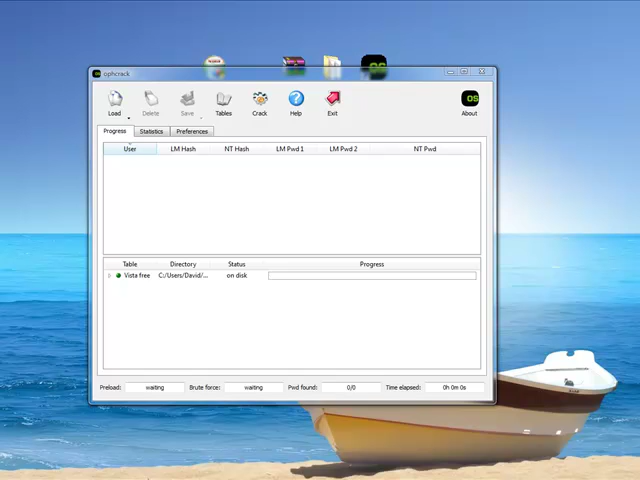 ophcrack
Load Delete Save Tables Crack Help Exit OS About
Progress Statistics Preferences
User LM Hash NT Hash LM Pwd 1 LM Pwd 2 NT Pwd
Table Directory Status Progress
Vista free C:/Users/David/... on disk
Preload: waiting Brute force: waiting Pwd found: 0/0 Time elapsed: 0h 0m 0s